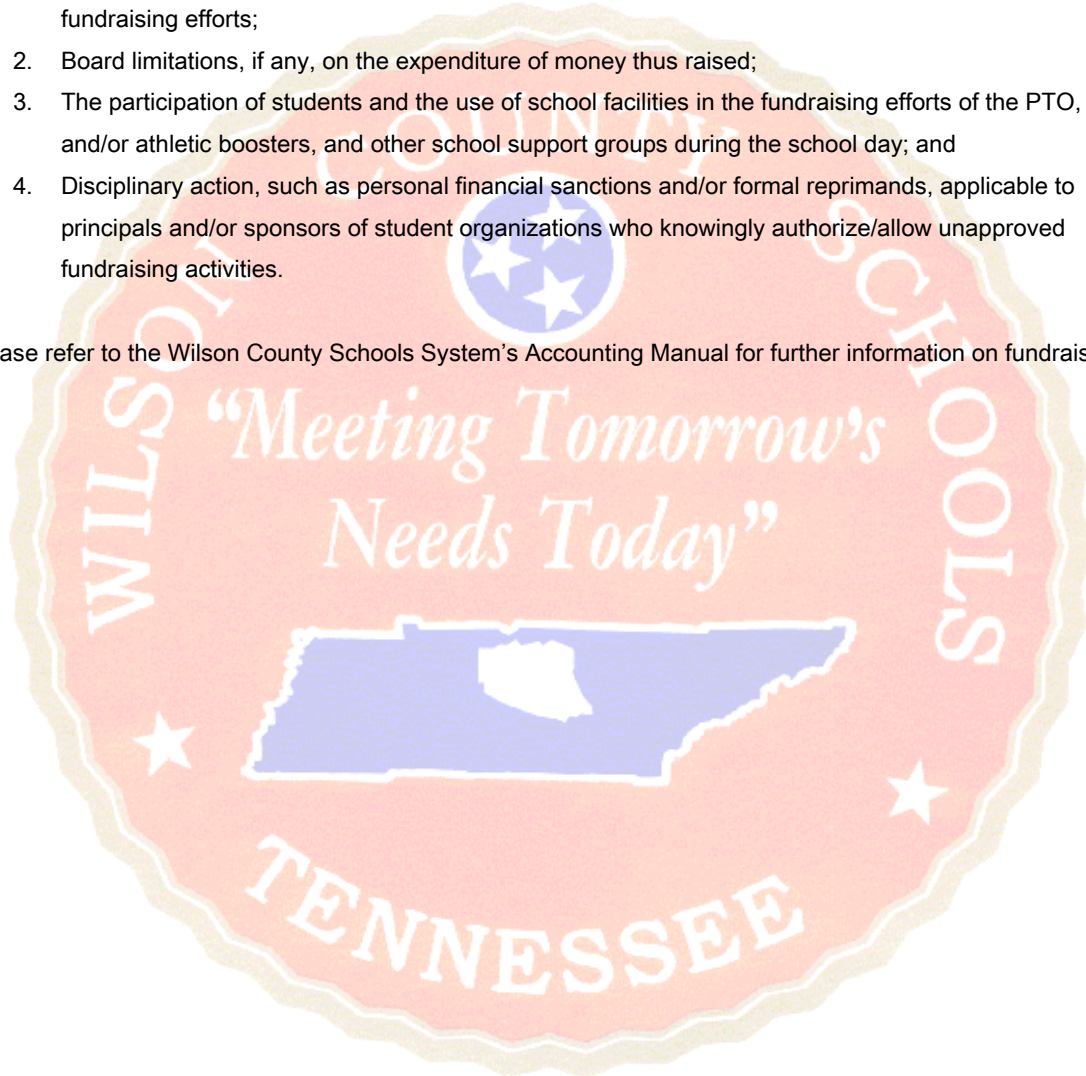 fundraising efforts;
2. Board limitations, if any, on the expenditure of money thus raised;
3. The participation of students and the use of school facilities in the fundraising efforts of the PTO,
and/or athletic boosters, and other school support groups during the school day; and
4. Disciplinary action, such as personal financial sanctions and/or formal reprimands, applicable to
principals and/or sponsors of student organizations who knowingly authorize/allow unapproved
fundraising activities.
ase refer to the Wilson County Schools System’s Accounting Manual for further information on fundrais
WILSON COUNTY SCHOOLS
“Meeting Tomorrow’s
Needs Today”
TENNESSEE